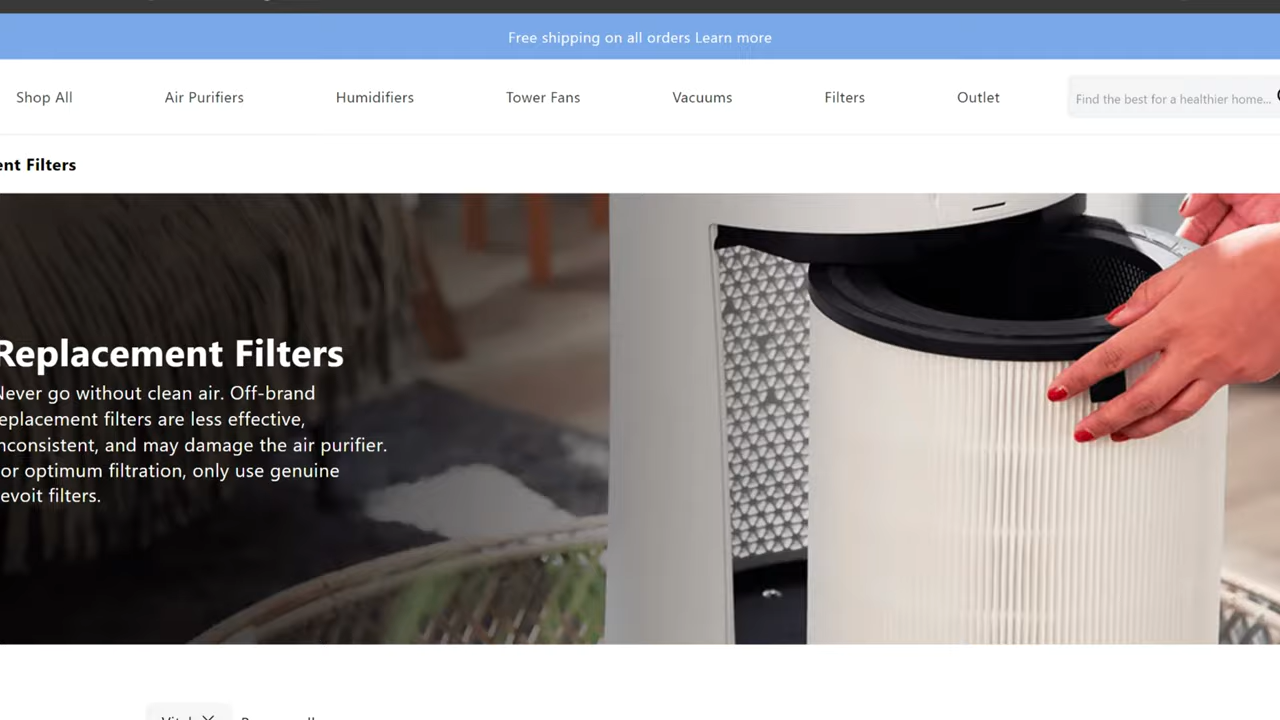 Free shipping on all orders Learn more
Shop All Air Purifiers Humidifiers Tower Fans Vacuums Filters Outlet Find the best for a healthier home...
ent Filters
Replacement Filters
Never go without clean air. Off-brand
eplacement filters are less effective,
nconsistent, and may damage the air purifier.
or optimum filtration, only use genuine
evoit filters.